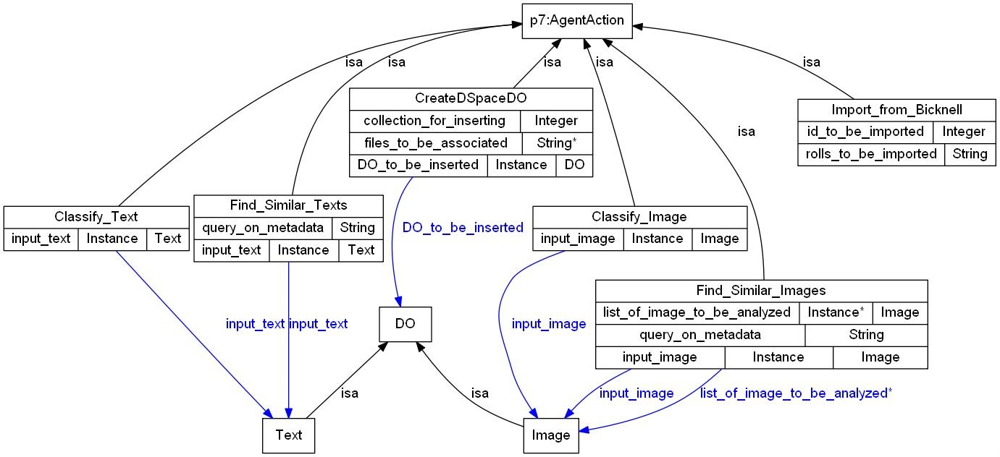 p7:AgentAction
isa isa isa isa isa
CreateDSpaceDO
collection_for_inserting Integer
files_to_be_associated String*
DO_to_be_inserted Instance DO
Import_from_Bicknell
id_to_be_imported Integer
rolls_to_be_imported String
isa
Classify_Text
input_text Instance Text
Find_Similar_Texts
query_on_metadata String
input_text Instance Text
DO_to_be_inserted
Classify_Image
input_image Instance Image
Find_Similar_Images
list_of_image_to_be_analyzed Instance* Image
query_on_metadata String
input_image Instance Image
input_text input_text
DO
input_image
isa isa
input_image list_of_image_to_be_analyzed*
Text
Image